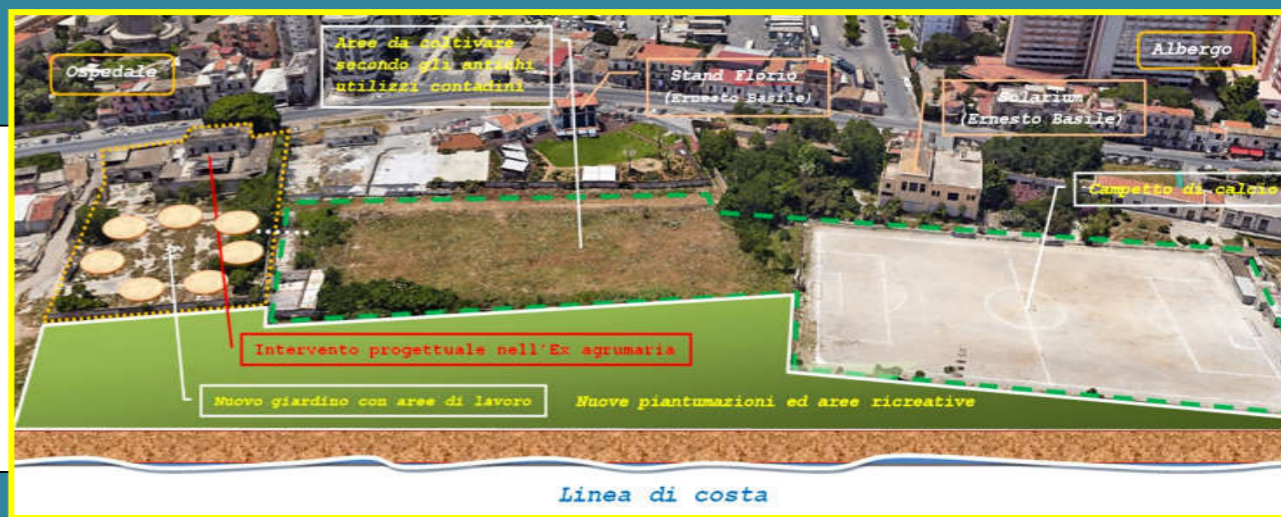 Ospedale
Aree da coltivare
secondo gli antichi
utilizzi contadini
Stand Florio
(Ernesto Basile)
Solarium
(Ernesto Basile)
Albergo
Campetto di calcio
Intervento progettuale nell'Ex agrumaria
Nuovo giardino con aree di lavoro
Nuove piantumazioni ed aree ricreative
Linea di costa